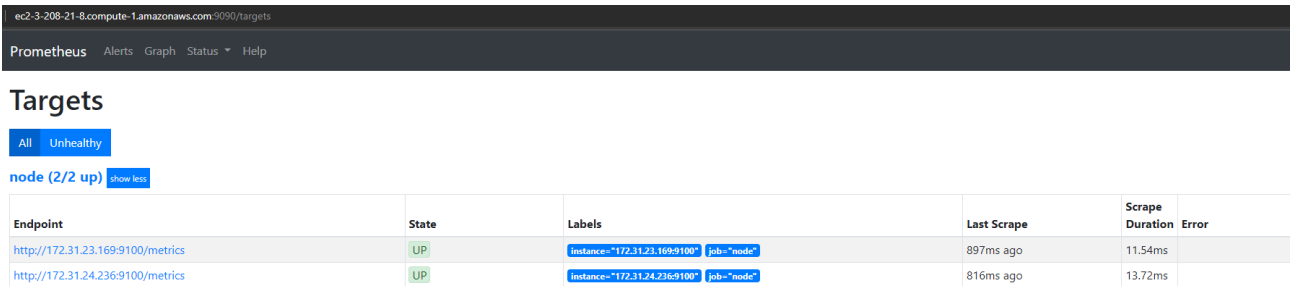 ec2-3-208-21-8.compute-1.amazonaws.com:9090/targets
Prometheus Alerts Graph Status Help
Targets
All Unhealthy
node (2/2 up) show less
Endpoint State Labels Last Scrape Scrape Duration Error
http://172.31.23.169:9100/metrics UP instance="172.31.23.169:9100" job="node" 897ms ago 11.54ms
http://172.31.24.236:9100/metrics UP instance="172.31.24.236:9100" job="node" 816ms ago 13.72ms